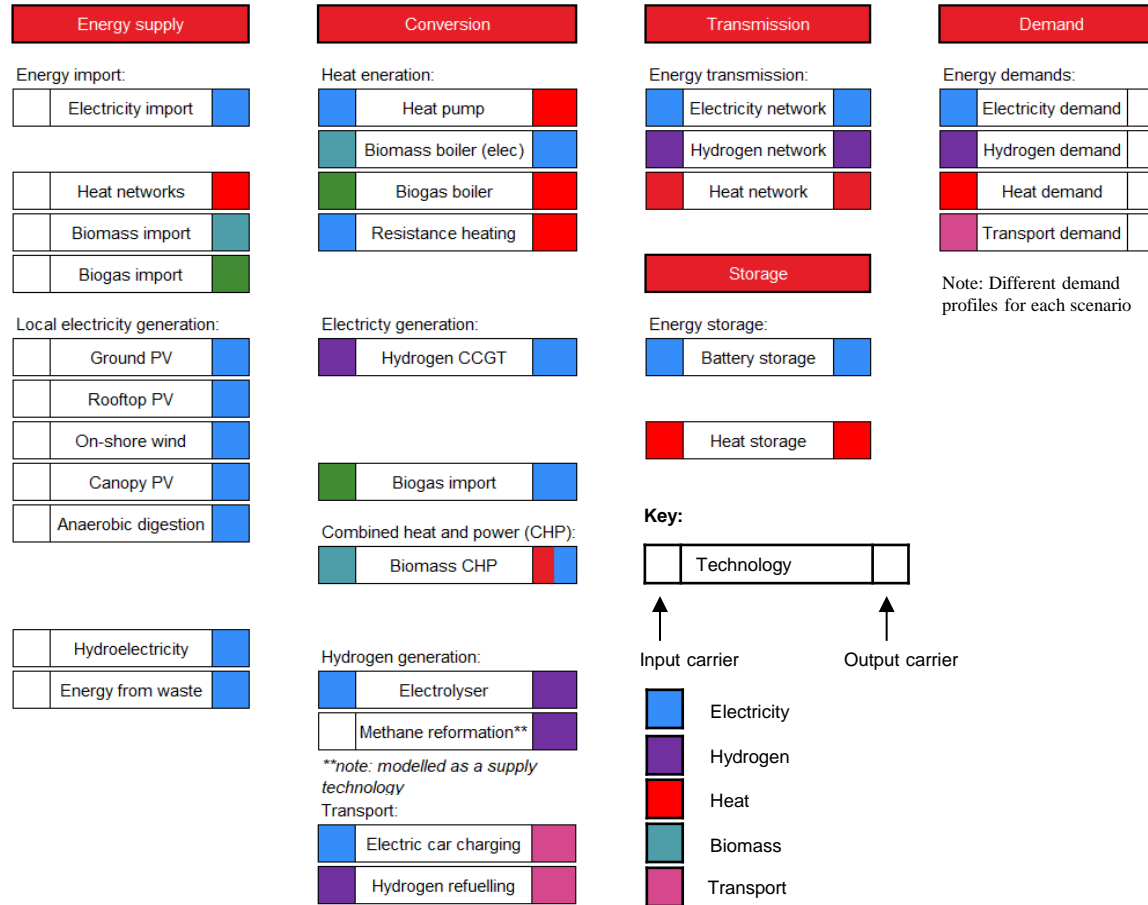 Energy supply
Energy import:
Electricity import
Heat networks
Biomass import
Biogas import
Local electricity generation:
Ground PV
Rooftop PV
On-shore wind
Canopy PV
Anaerobic digestion
Hydroelectricity
Energy from waste
Conversion
Heat eneration:
Heat pump
Biomass boiler (elec)
Biogas boiler
Resistance heating
Electricty generation:
Hydrogen CCGT
Biogas import
Combined heat and power (CHP):
Biomass CHP
Hydrogen generation:
Electrolyser
Methane reformation**
**note: modelled as a supply
technology
Transport:
Electric car charging
Hydrogen refuelling
Transmission
Energy transmission:
Electricity network
Hydrogen network
Heat network
Storage
Energy storage:
Battery storage
Heat storage
Key:
Technology
Input carrier
Output carrier
Electricity
Hydrogen
Heat
Biomass
Transport
Demand
Energy demands:
Electricity demand
Hydrogen demand
Heat demand
Transport demand
Note: Different demand
profiles for each scenario